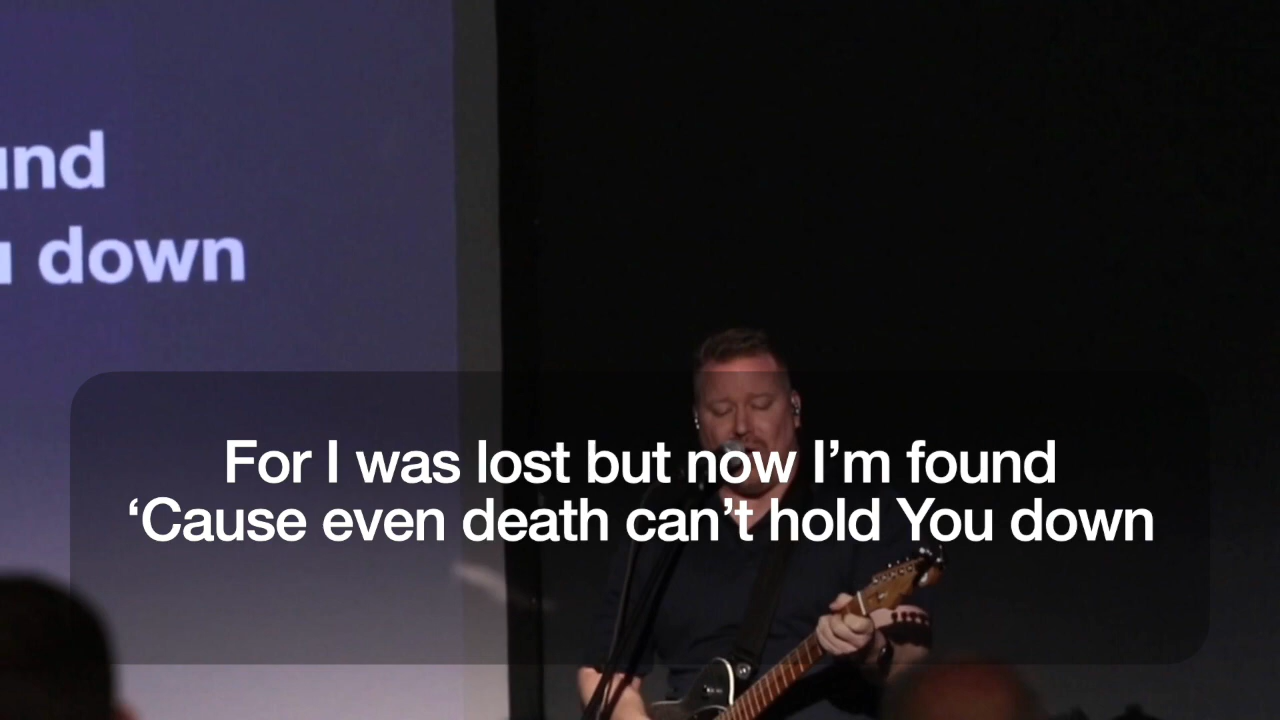 und
u down
For I was lost but now I’m found
‘Cause even death can’t hold You down